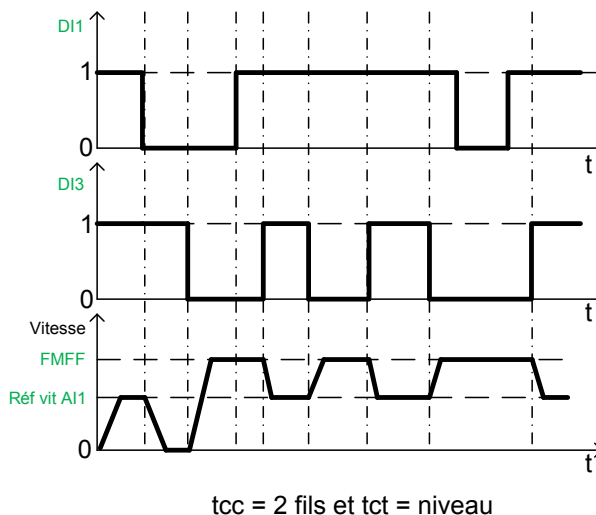 DI1
1
0
t
DI3
1
0
t
Vitesse
FMFF
Réf vit AI1
0
t
tcc = 2 fils et tct = niveau